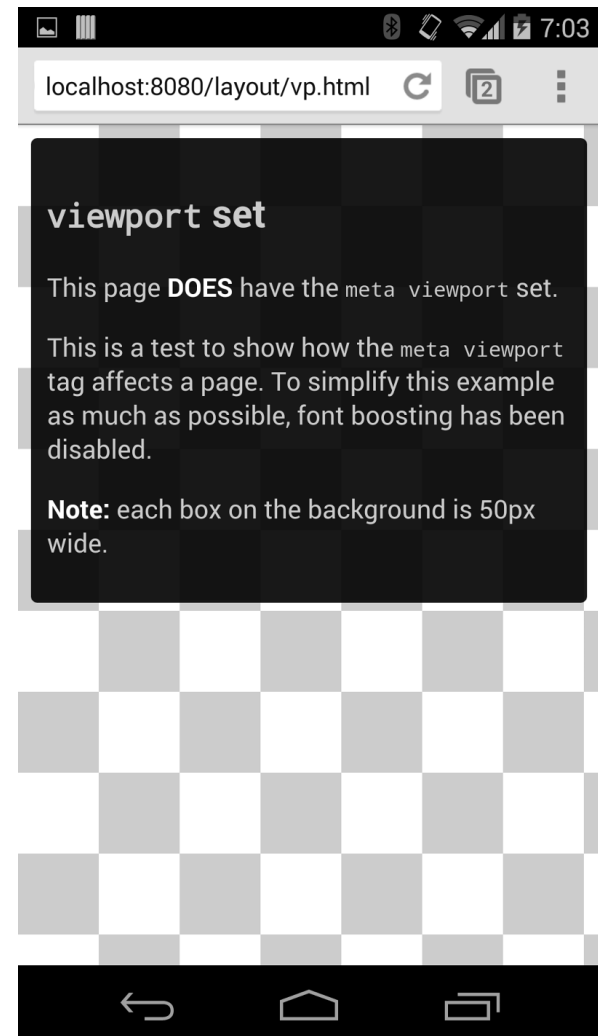 7:03
localhost:8080/layout/vp.html
2
viewport set
This page DOES have the meta viewport set.
This is a test to show how the meta viewport
tag affects a page. To simplify this example
as much as possible, font boosting has been
disabled.
Note: each box on the background is 50px
wide.